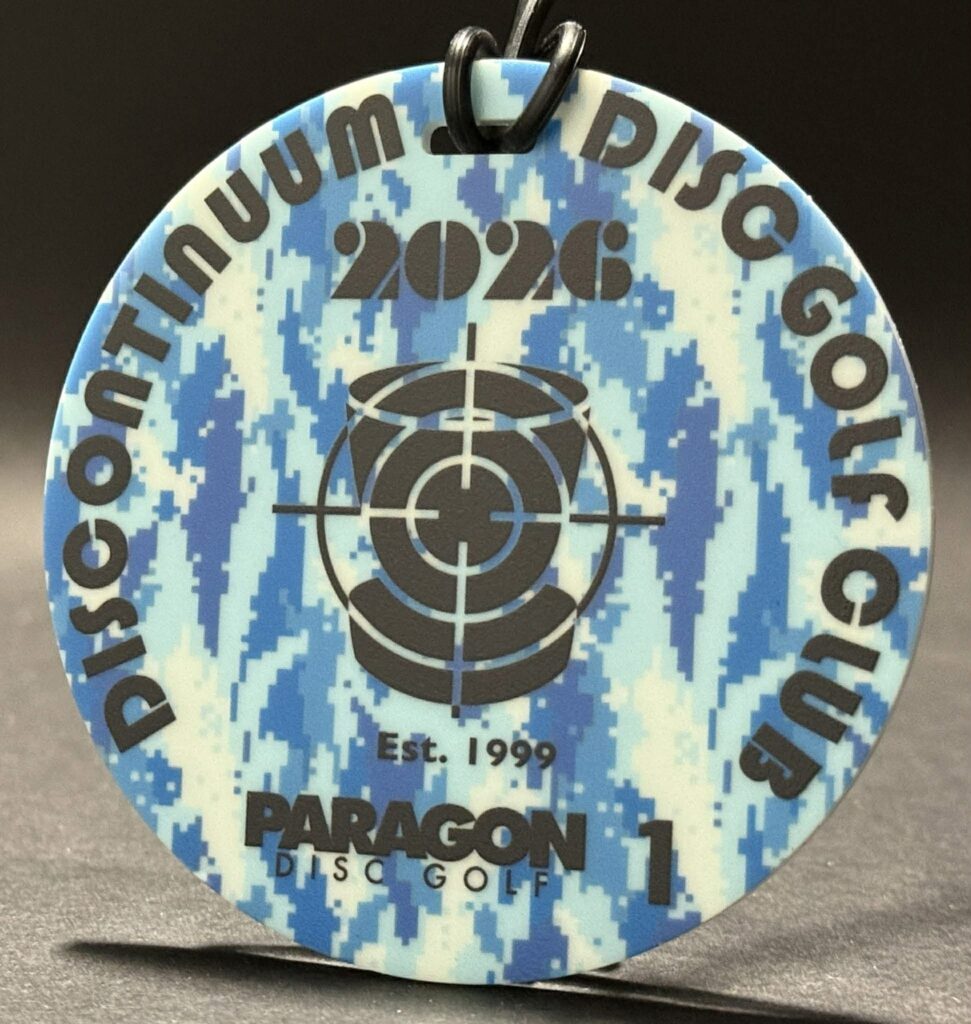 DISCONTINUUM DISC GOLF CLUB
2026
Est. 1999
PARAGON
DISC GOLF
1